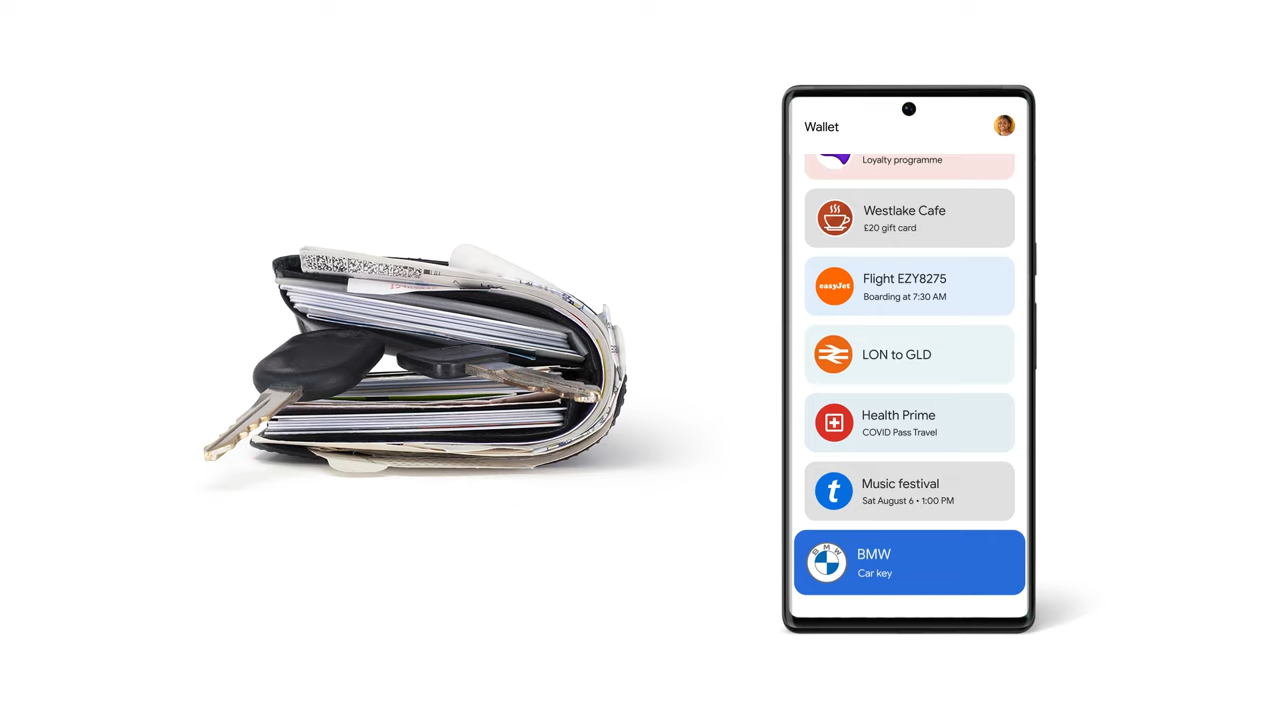 Wallet
Loyalty programme
Westlake Cafe
£20 gift card
easyJet
Flight EZY8275
Boarding at 7:30 AM
LON to GLD
Health Prime
COVID Pass Travel
t
Music festival
Sat August 6 • 1:00 PM
BMW
BMW
Car key